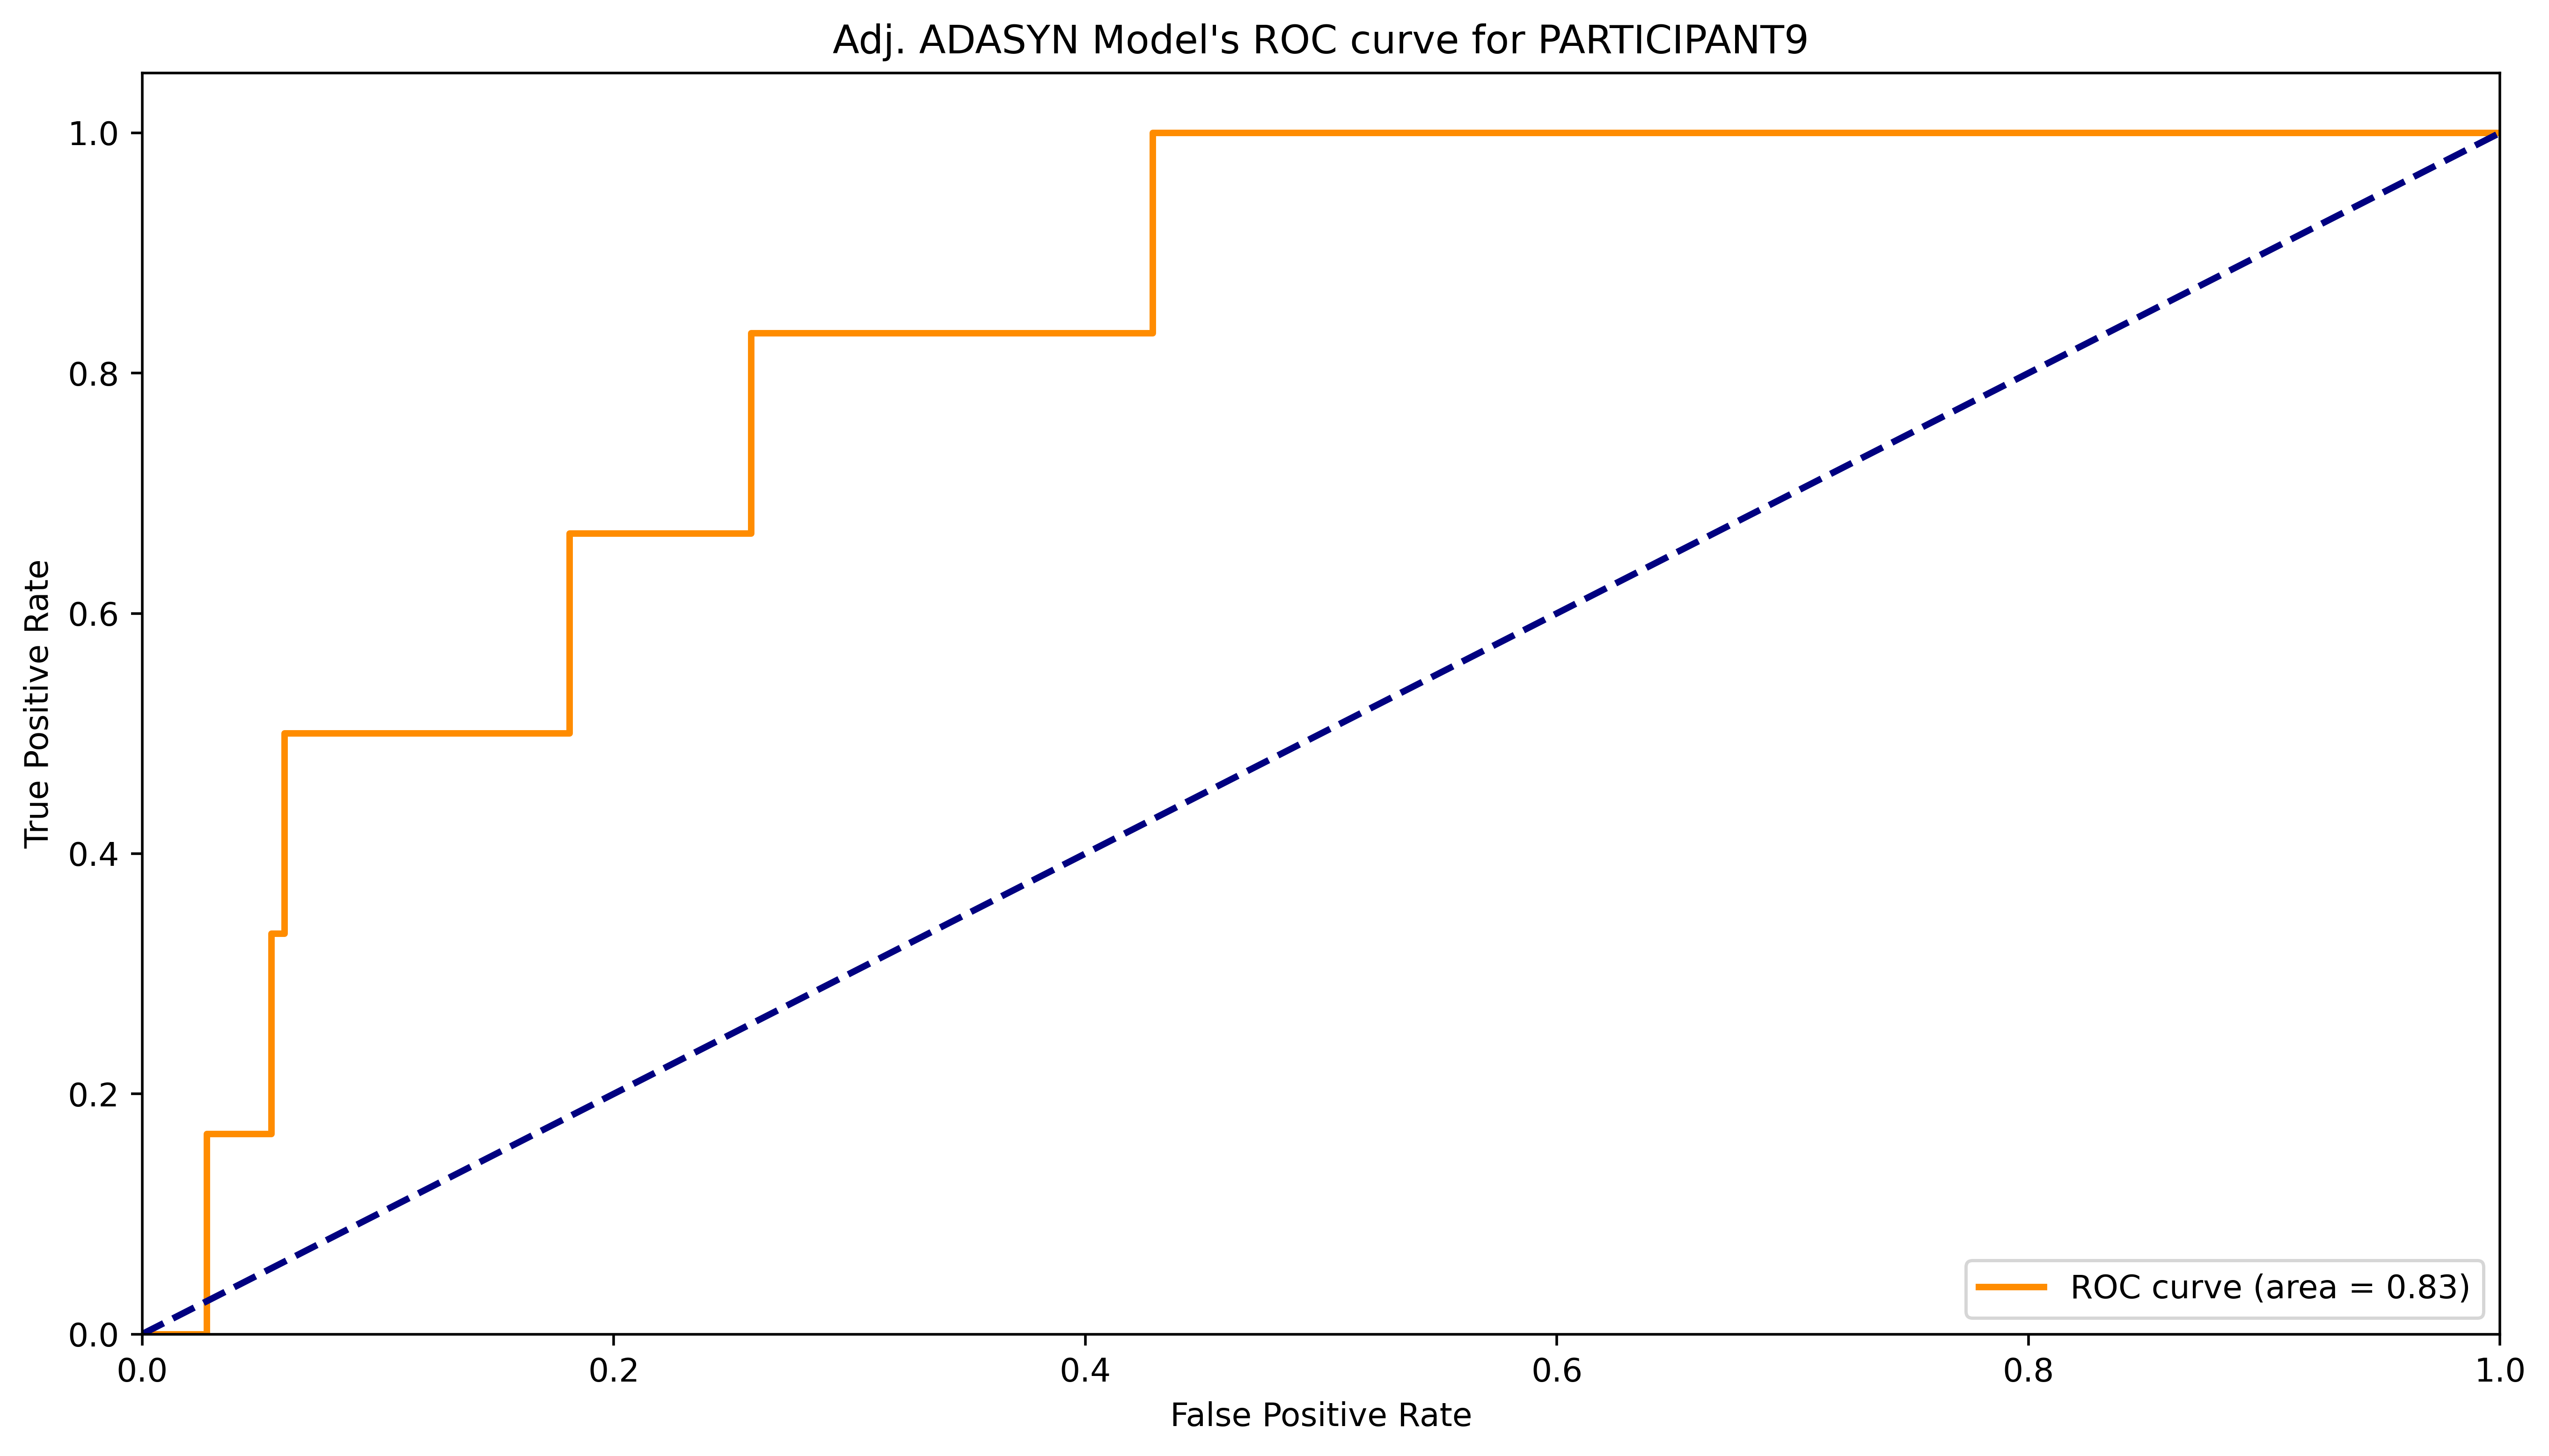 Adj. ADASYN Model's ROC curve for PARTICIPANT9
True Positive Rate
1.0
0.8
0.6
0.4
0.2
0.0
0.0 0.2 0.4 0.6 0.8 1.0
False Positive Rate
ROC curve (area = 0.83)